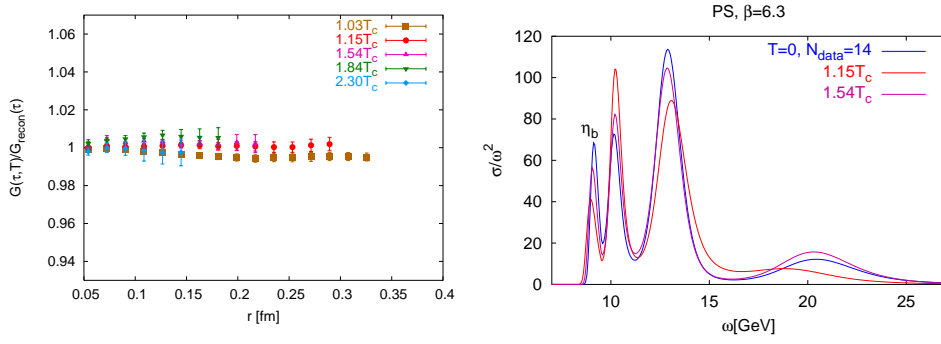 1.06
1.04
1.02
1
0.98
0.96
0.94
0.05
0.1
0.15
0.2
0.25
0.3
0.35
0.4
G(τ,T)/G_recon(τ)
r [fm]
1.03T_c
1.15T_c
1.54T_c
1.84T_c
2.30T_c
PS, β=6.3
120
100
80
60
40
20
0
10
15
20
25
σ/ω²
ω[GeV]
T=0, N_data=14
1.15T_c
1.54T_c
η_b